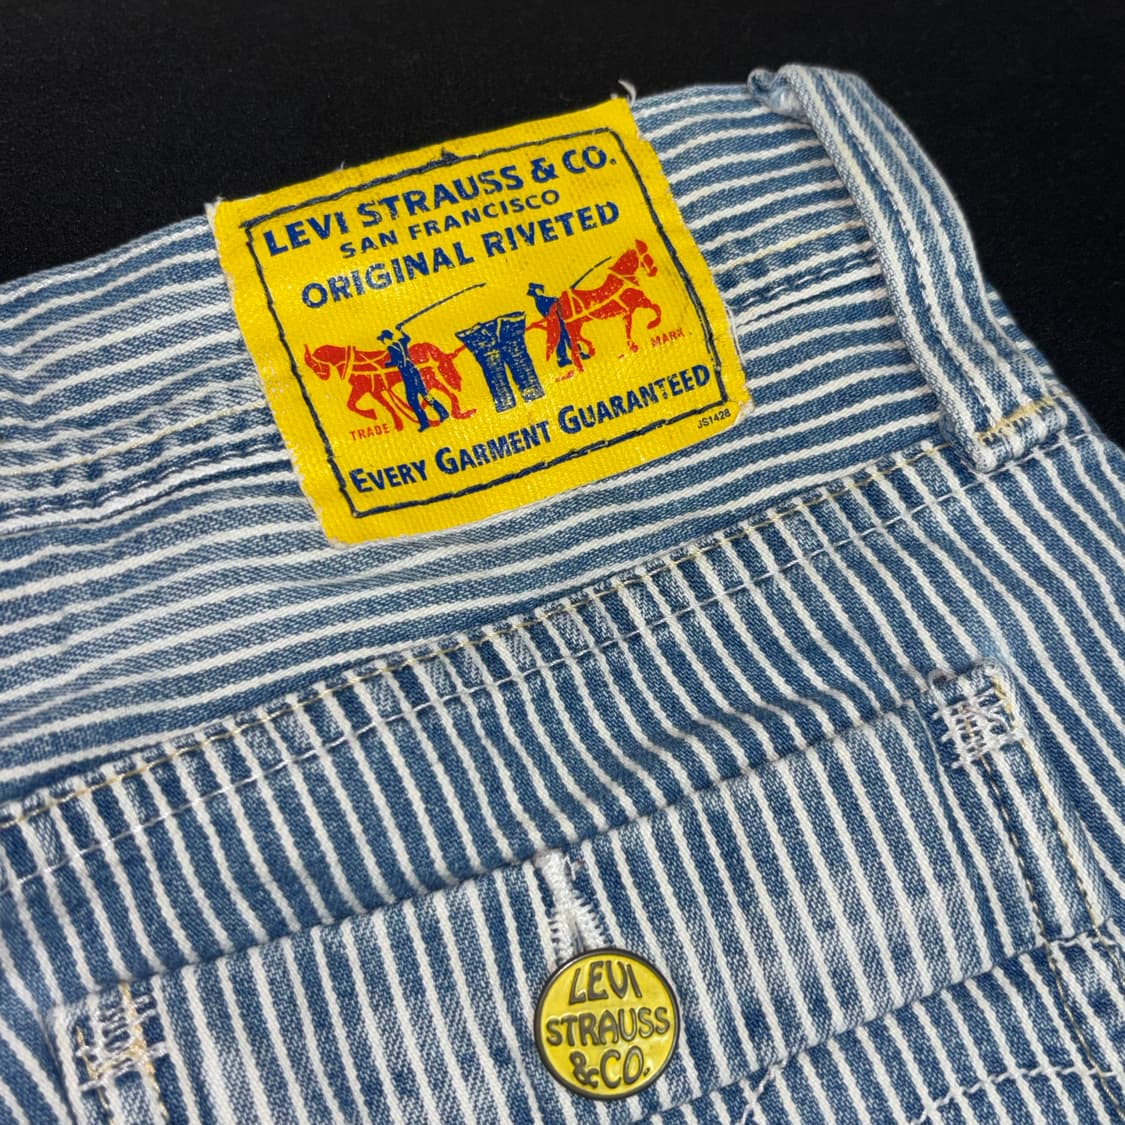 LEVI STRAUSS & CO.
SAN FRANCISCO
ORIGINAL RIVETED
TRADE MARK
EVERY GARMENT GUARANTEED
JS1428
LEVI
STRAUSS
&CO.